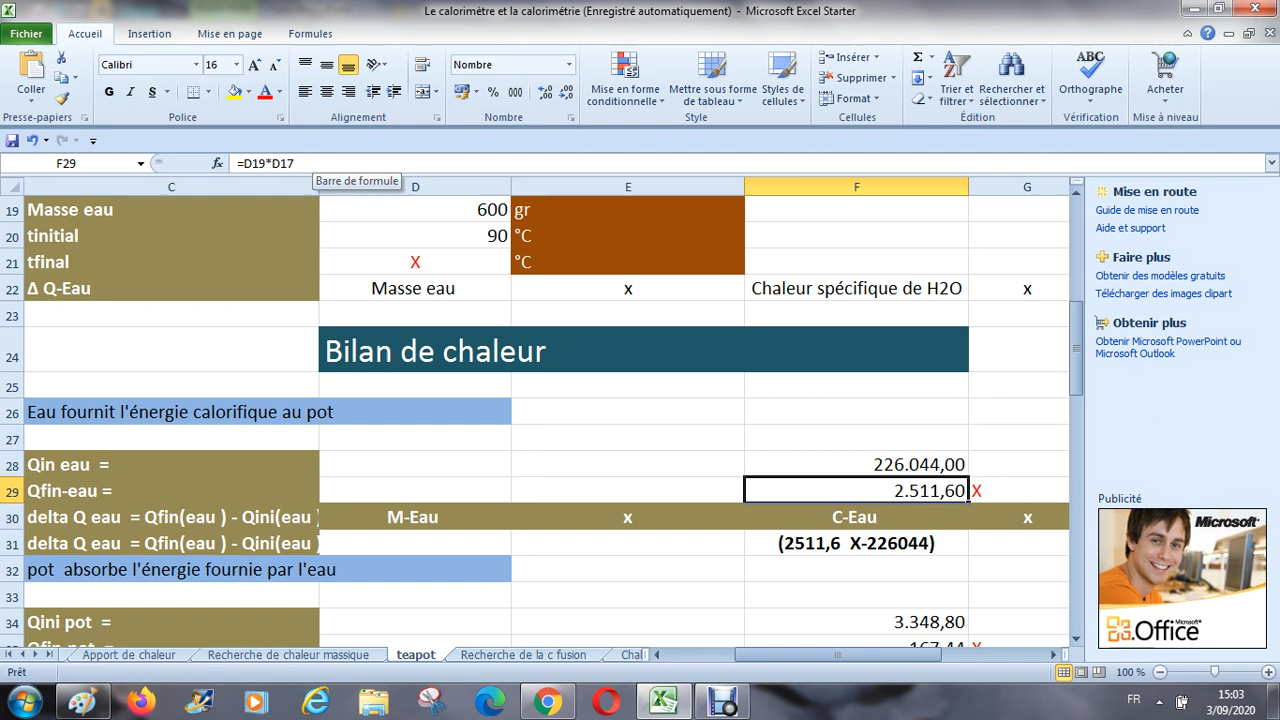 Le calorimètre et la calorimétrie (Enregistré automatiquement) - Microsoft Excel Starter
Fichier Accueil Insertion Mise en page Formules
Calibri 16 Nombre
Coller
G I S
% 000
Mise en forme conditionnelle
Mettre sous forme de tableau
Styles de cellules
Insérer
Supprimer
Format
Trier et filtrer
Rechercher et sélectionner
ABC
Orthographe
Acheter
Presse-papiers Police Alignement Nombre Style Cellules Édition Vérification Mise à niveau
F29 fx =D19*D17
Barre de formule
C D E F G
19 Masse eau 600 gr
20 tinitial 90 °C
21 tfinal X °C
22 Δ Q-Eau Masse eau x Chaleur spécifique de H2O x
23
24 Bilan de chaleur
25
26 Eau fournit l'énergie calorifique au pot
27
28 Qin eau = 226.044,00
29 Qfin-eau = 2.511,60 X
30 delta Q eau = Qfin(eau ) - Qini(eau ) M-Eau x C-Eau x
31 delta Q eau = Qfin(eau ) - Qini(eau ) (2511,6 X-226044)
32 pot absorbe l'énergie fournie par l'eau
33
34 Qini pot = 3.348,80
Qfin pot = 167,44 X
Mise en route
Guide de mise en route
Aide et support
Faire plus
Obtenir des modèles gratuits
Télécharger des images clipart
Obtenir plus
Obtenir Microsoft PowerPoint ou
Microsoft Outlook
Publicité
Microsoft
Microsoft
Office
Apport de chaleur Recherche de chaleur massique teapot Recherche de la c fusion Chal
Prêt 100 %
FR
15:03
3/09/2020